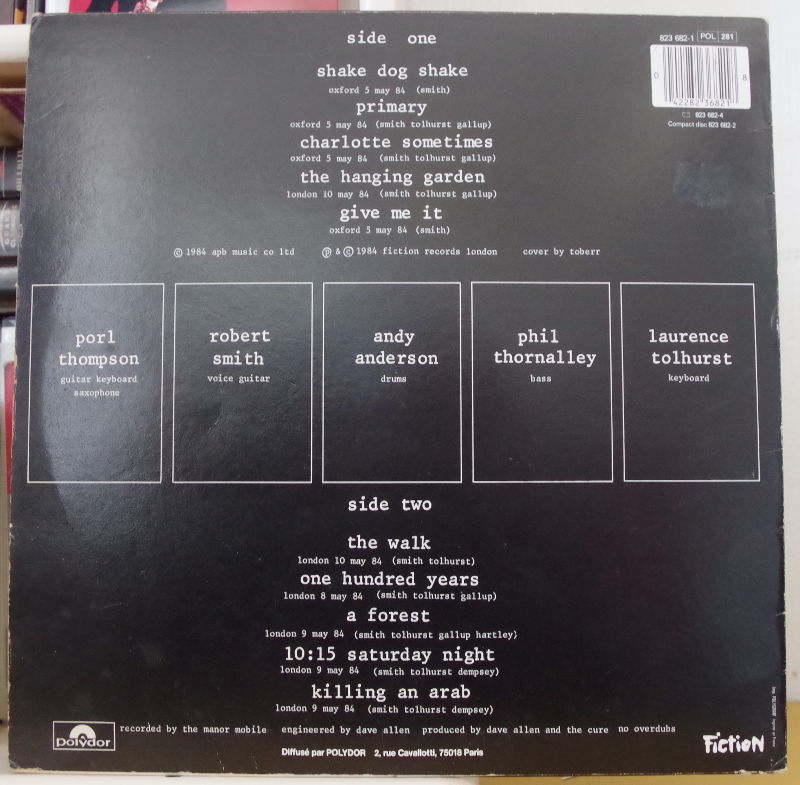 side one
823 682-1 POL 281
shake dog shake
oxford 5 may 84 (smith)
0 42282 36821 8
primary
oxford 5 may 84 (smith tolhurst gallup)
823 682-4
Compact disc 823 682-2
charlotte sometimes
oxford 5 may 84 (smith tolhurst gallup)
the hanging garden
london 10 may 84 (smith tolhurst gallup)
give me it
oxford 5 may 84 (smith)
© 1984 apb music co ltd ℗ & © 1984 fiction records london cover by toberr
porl
thompson
guitar keyboard
saxophone
robert
smith
voice guitar
andy
anderson
drums
phil
thornalley
bass
laurence
tolhurst
keyboard
side two
the walk
london 10 may 84 (smith tolhurst)
one hundred years
london 8 may 84 (smith tolhurst gallup)
a forest
london 9 may 84 (smith tolhurst gallup hartley)
10:15 saturday night
london 9 may 84 (smith tolhurst dempsey)
killing an arab
london 9 may 84 (smith tolhurst dempsey)
polydor
recorded by the manor mobile engineered by dave allen produced by dave allen and the cure no overdubs
Fiction
Diffusé par POLYDOR 2, rue Cavallotti, 75018 Paris